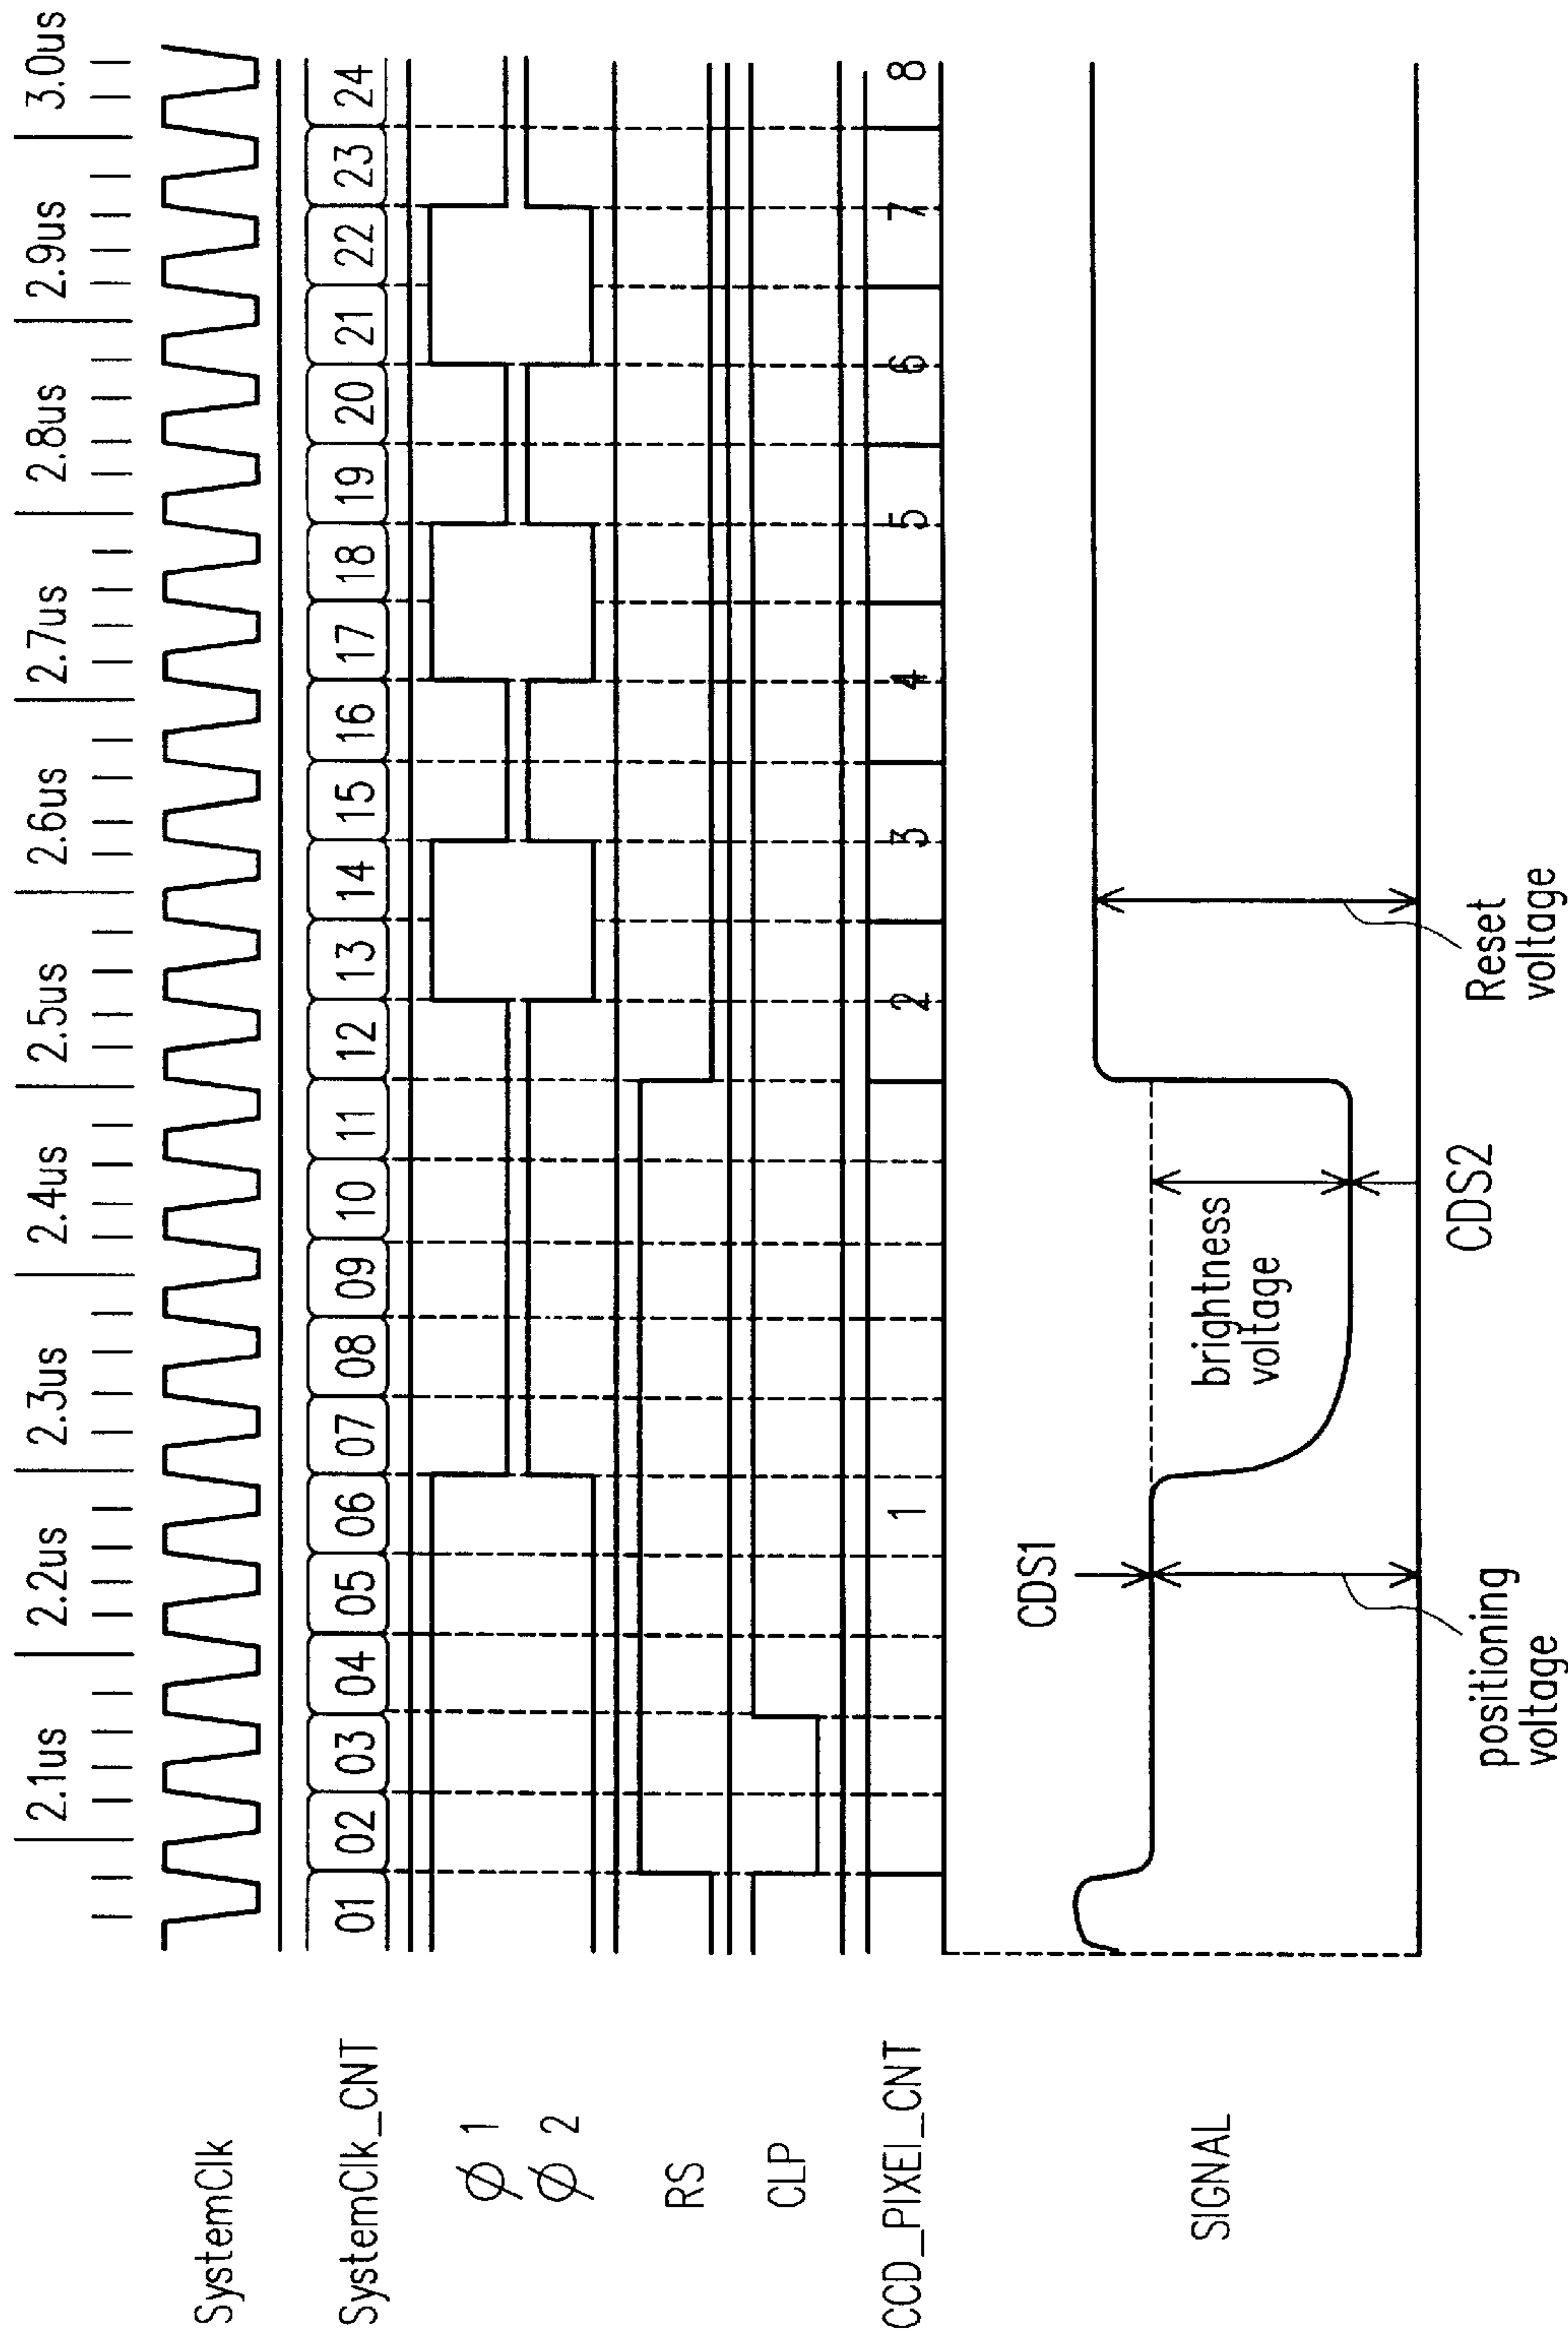 2.1us 2.2us 2.3us 2.4us 2.5us 2.6us 2.7us 2.8us 2.9us 3.0us
SystemClk
SystemClk_CNT 01 02 03 04 05 06 07 08 09 10 11 12 13 14 15 16 17 18 19 20 21 22 23 24
Ø 1
Ø 2
RS
CLP
CCD_PIXEl_CNT 1 2 3 4 5 6 7 8
SIGNAL
CDS1
brightness
voltage
CDS2
positioning
voltage
Reset
voltage